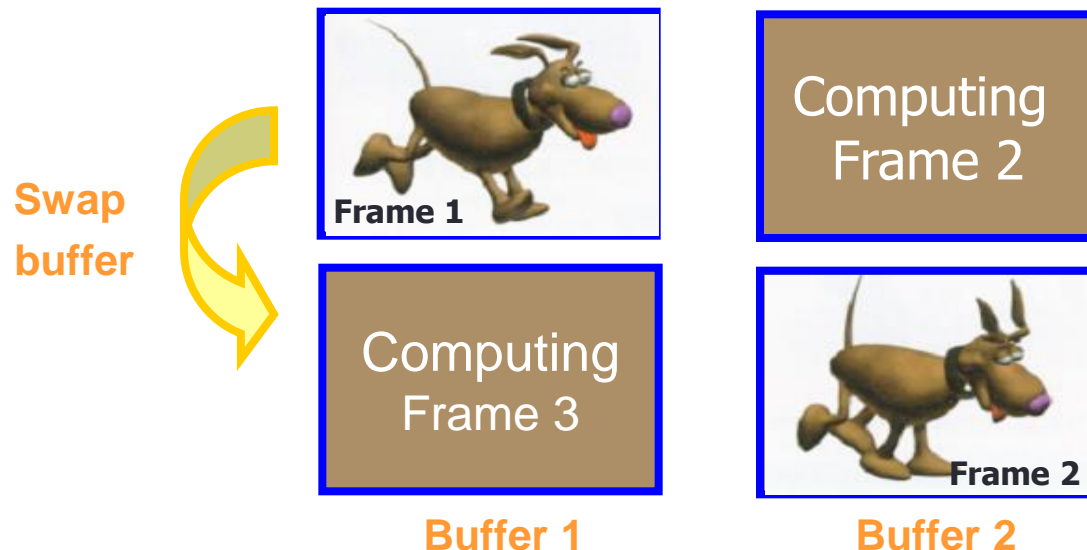 Swap
buffer
Frame 1
Computing
Frame 2
Computing
Frame 3
Frame 2
Buffer 1
Buffer 2